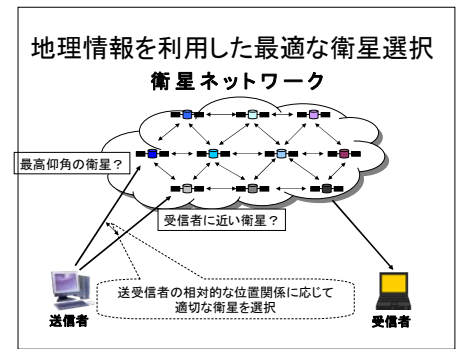 地理情報を利用した最適な衛星選択
衛星ネットワーク
最高仰角の衛星？
受信者に近い衛星？
送受信者の相対的な位置関係に応じて
適切な衛星を選択
送信者
受信者